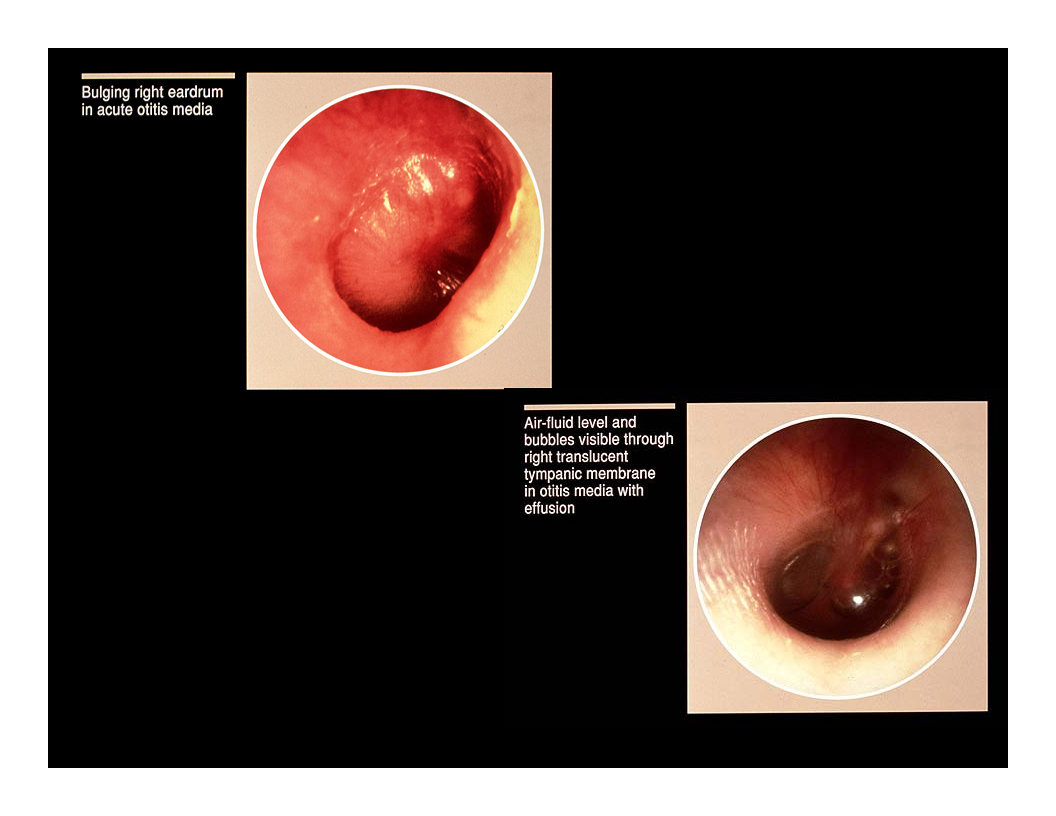 Bulging right eardrum
in acute otitis media
Air-fluid level and
bubbles visible through
right translucent
tympanic membrane
in otitis media with
effusion